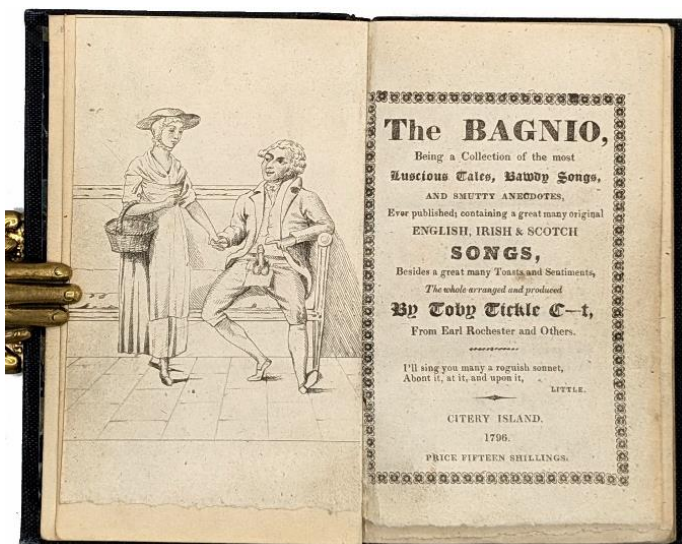 The BAGNIO,
Being a Collection of the most
Luscious Tales, Bawdy Songs,
AND SMUTTY ANECDOTES,
Ever published; containing a great many original
ENGLISH, IRISH & SCOTCH
SONGS,
Besides a great many Toasts and Sentiments,
The whole arranged and produced
By Toby Tickle C—t,
From Earl Rochester and Others.
I'll sing you many a roguish sonnet,
About it, at it, and upon it,
LITTLE.
CITERY ISLAND.
1796.
PRICE FIFTEEN SHILLINGS.